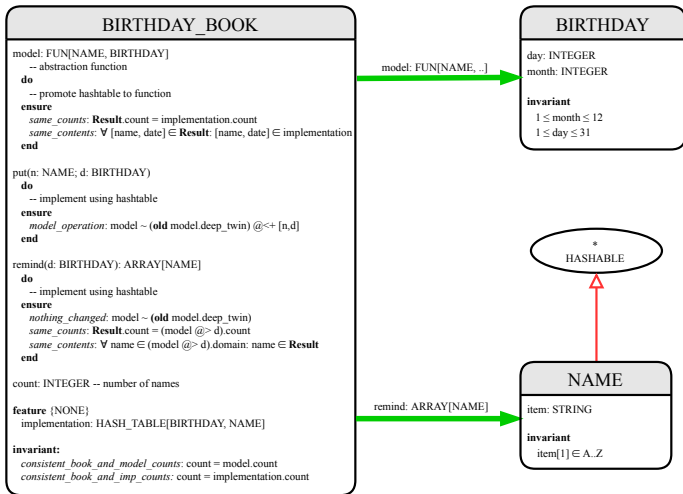 BIRTHDAY_BOOK
model: FUN[NAME, BIRTHDAY]
-- abstraction function
do
-- promote hashtable to function
ensure
same_counts: Result.count = implementation.count
same_contents: ∀ [name, date] ∈ Result: [name, date] ∈ implementation
end
put(n: NAME; d: BIRTHDAY)
do
-- implement using hashtable
ensure
model_operation: model ~ (old model.deep_twin) @<+ [n,d]
end
remind(d: BIRTHDAY): ARRAY[NAME]
do
-- implement using hashtable
ensure
nothing_changed: model ~ (old model.deep_twin)
same_counts: Result.count = (model @> d).count
same_contents: ∀ name ∈ (model @> d).domain: name ∈ Result
end
count: INTEGER -- number of names
feature {NONE}
implementation: HASH_TABLE[BIRTHDAY, NAME]
invariant:
consistent_book_and_model_counts: count = model.count
consistent_book_and_imp_counts: count = implementation.count
model: FUN[NAME, ..]
BIRTHDAY
day: INTEGER
month: INTEGER
invariant
1 ≤ month ≤ 12
1 ≤ day ≤ 31
*
HASHABLE
remind: ARRAY[NAME]
NAME
item: STRING
invariant
item[1] ∈ A..Z